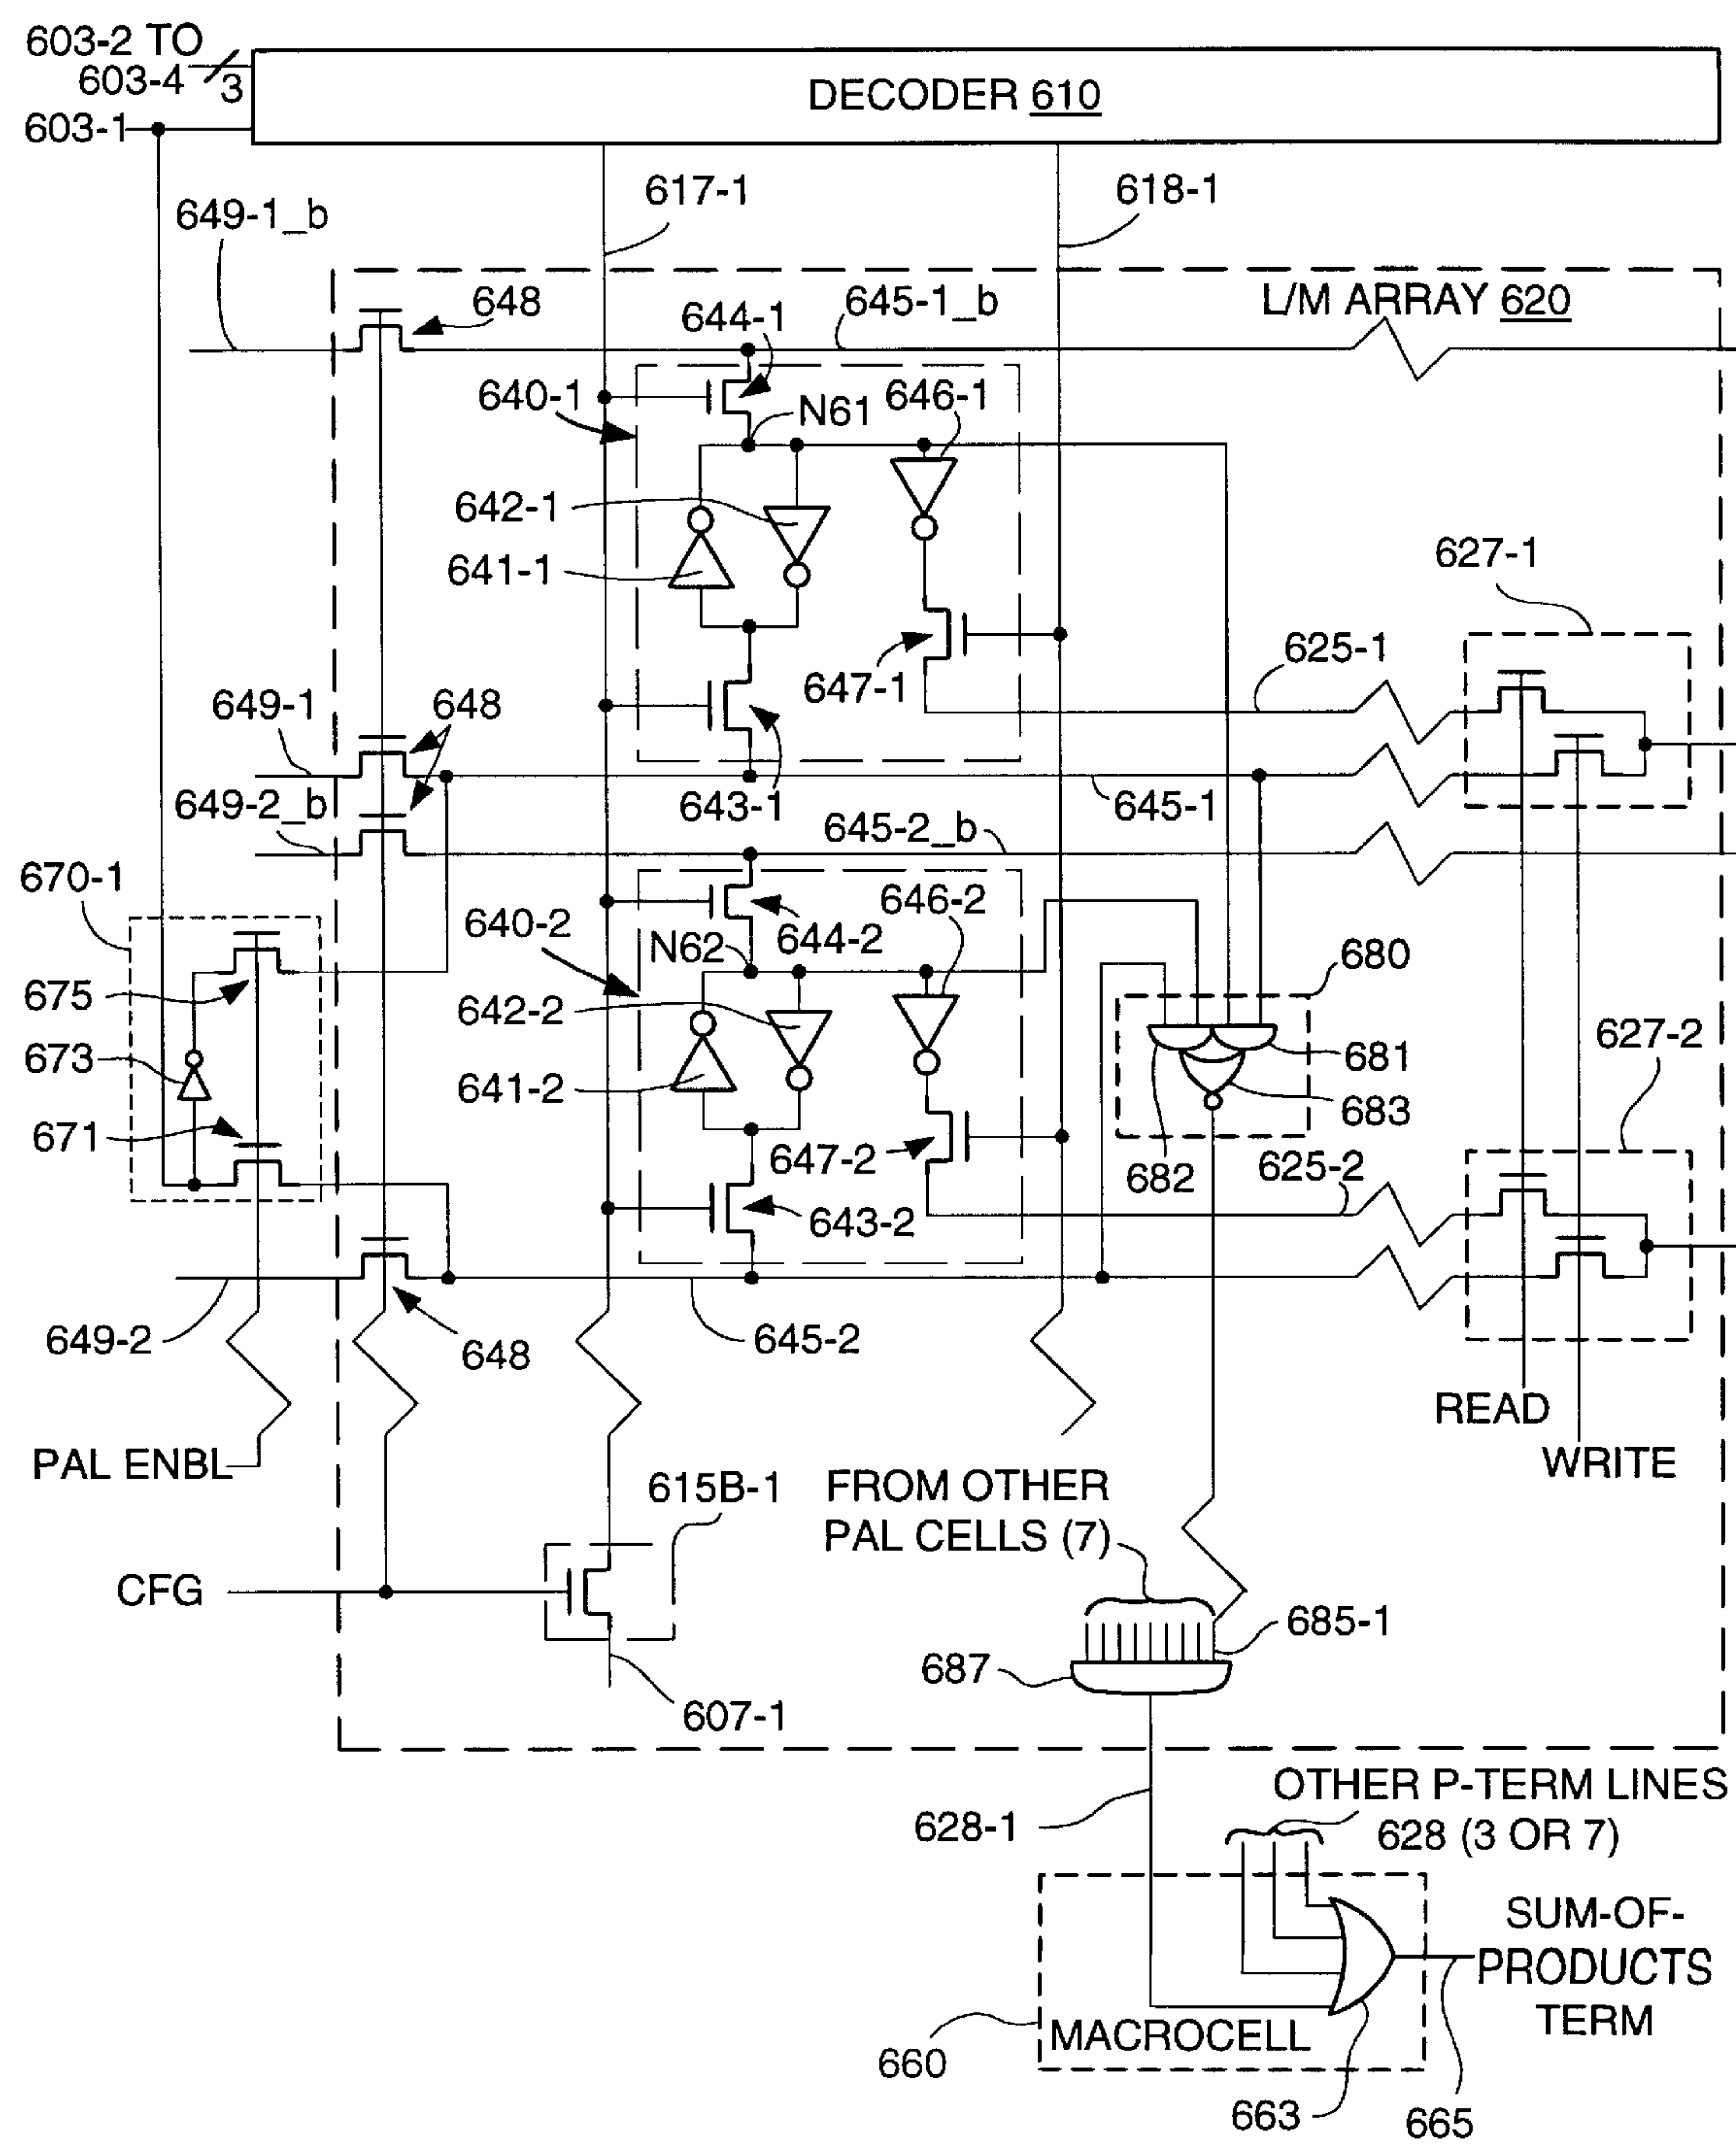 603-2 TO
603-4
3
603-1
DECODER 610
617-1
618-1
649-1_b
648
644-1
645-1_b
L/M ARRAY 620
640-1
N61
646-1
642-1
641-1
627-1
647-1
625-1
649-1
648
643-1
645-1
649-2_b
645-2_b
670-1
640-2
N62
644-2
646-2
680
675
642-2
627-2
673
681
641-2
683
671
647-2
682
625-2
643-2
649-2
648
645-2
READ
PAL ENBL
WRITE
615B-1
FROM OTHER
PAL CELLS (7)
CFG
685-1
687
607-1
OTHER P-TERM LINES
628 (3 OR 7)
628-1
SUM-OF-
PRODUCTS
TERM
MACROCELL
660
663
665